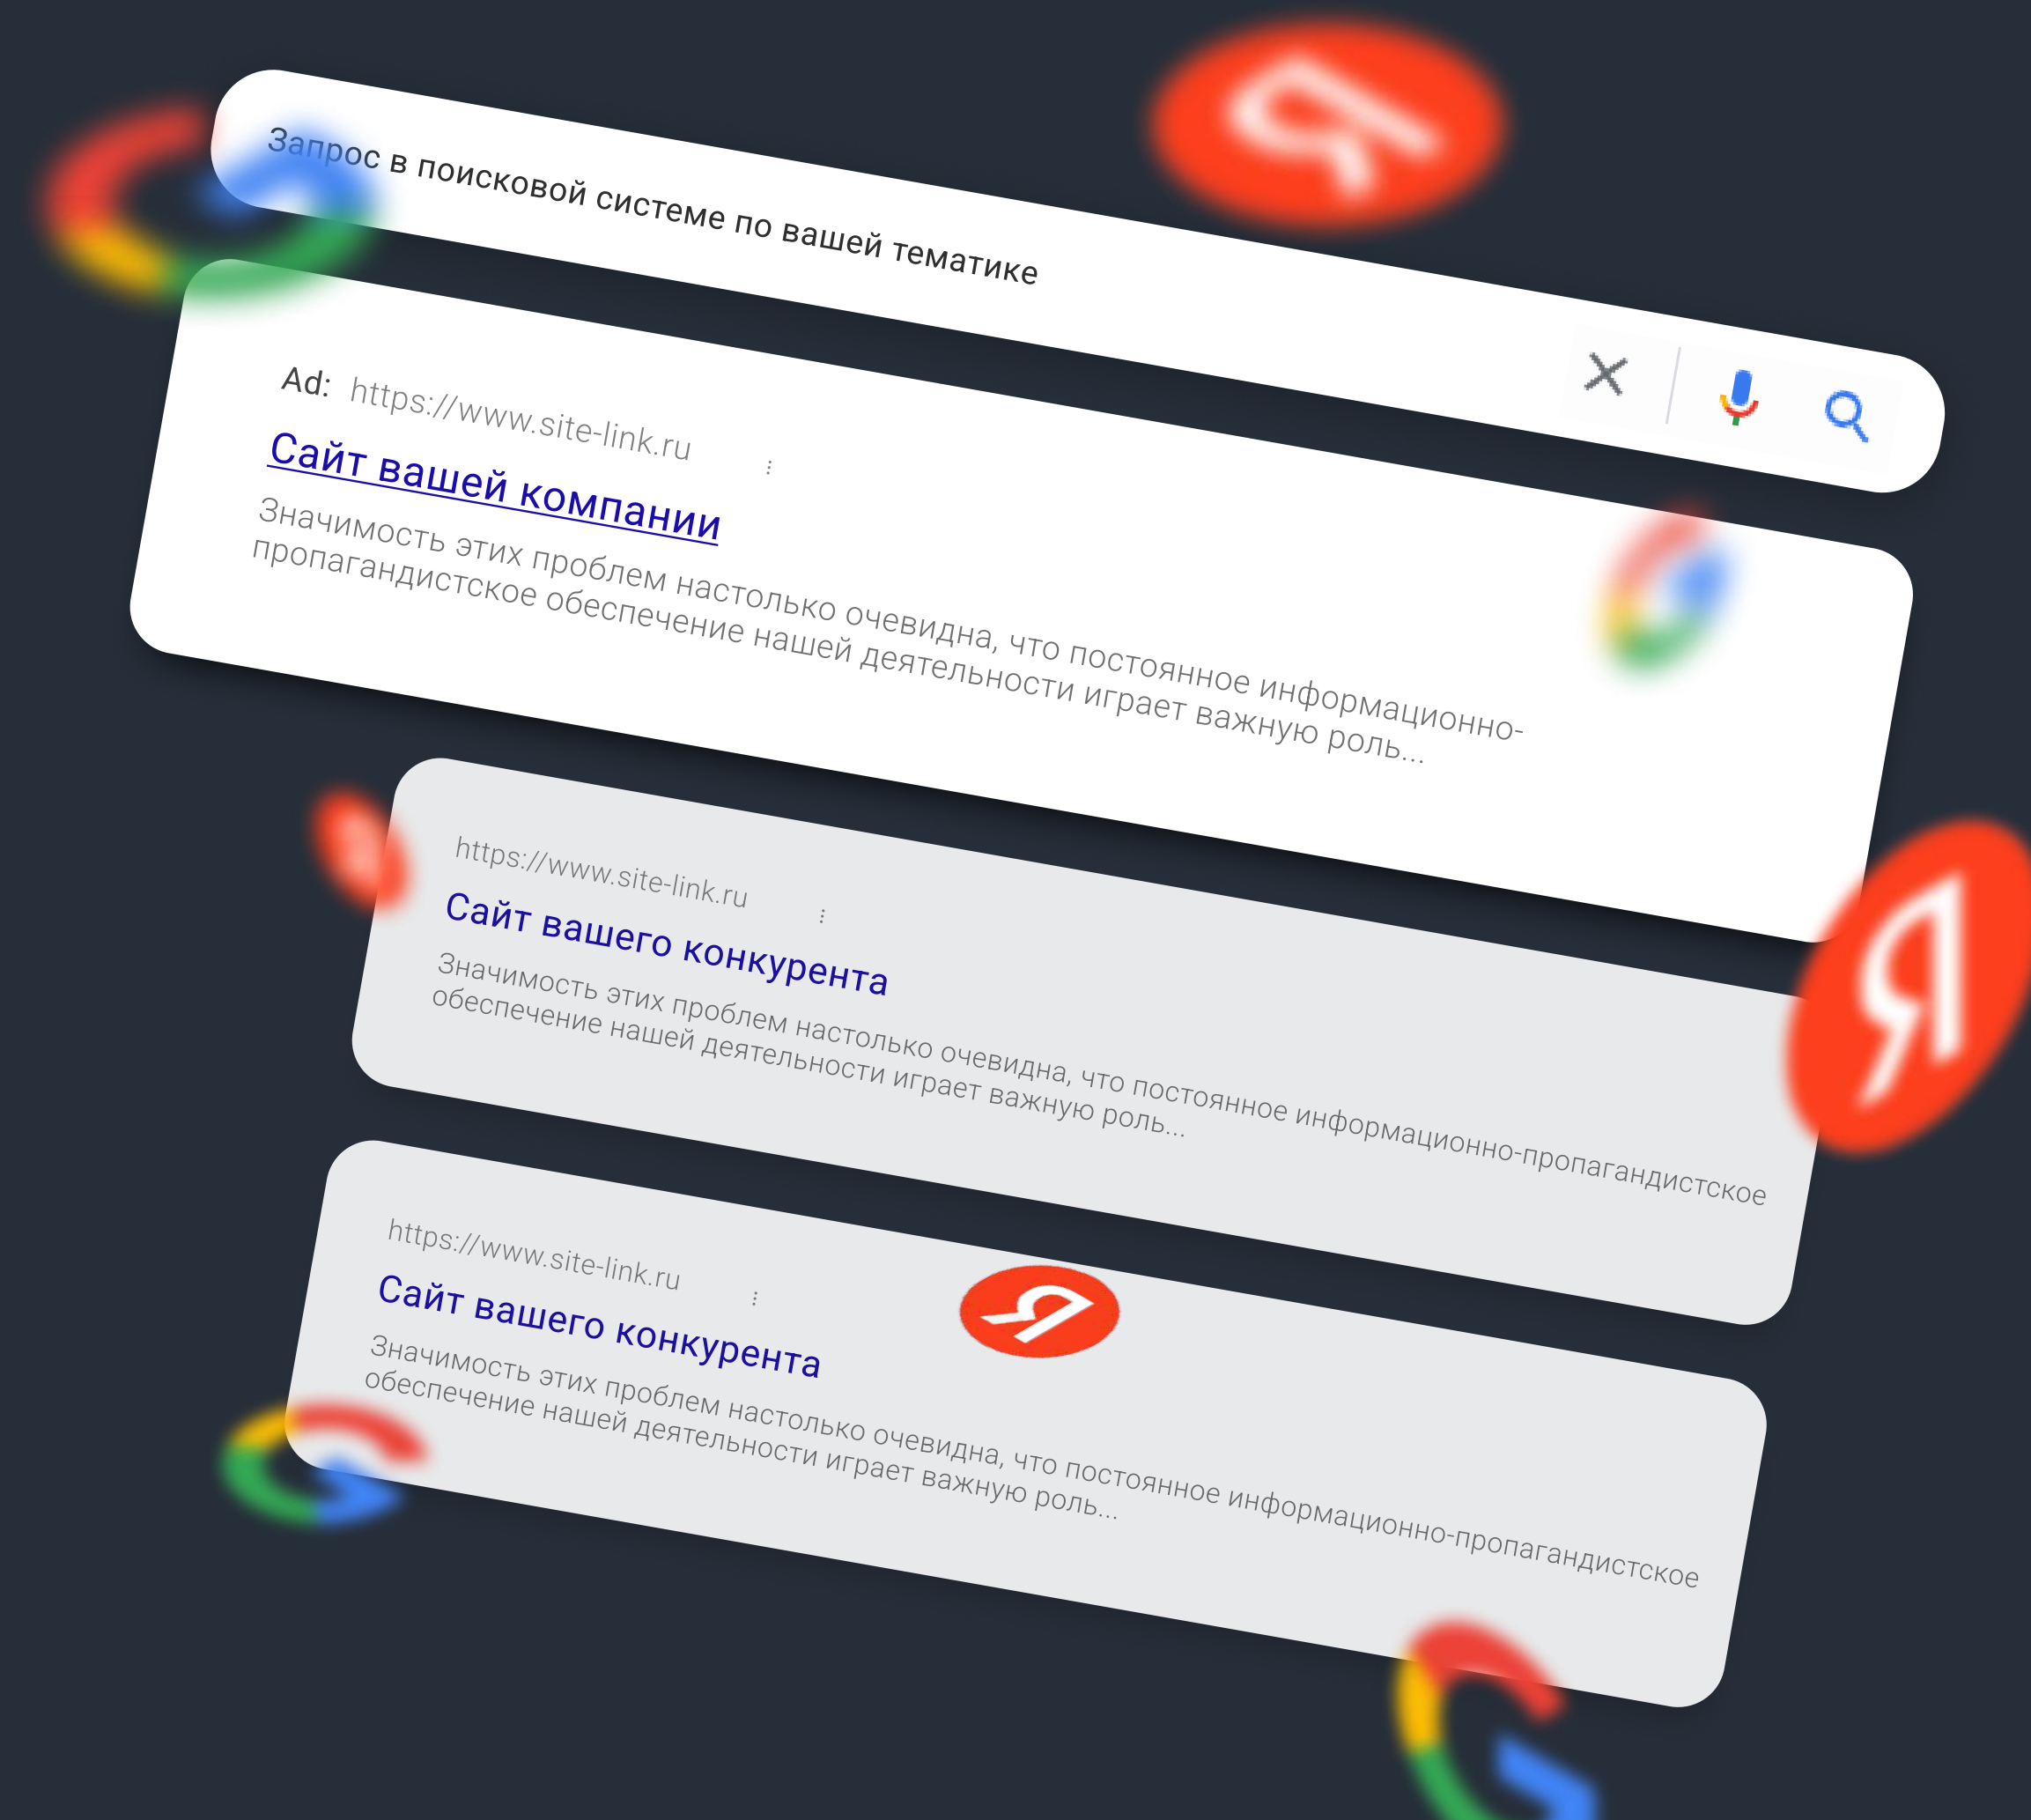 Запрос в поисковой системе по вашей тематике
Ad: https://www.site-link.ru
Сайт вашей компании
Значимость этих проблем настолько очевидна, что постоянное информационно-
пропагандистское обеспечение нашей деятельности играет важную роль...
https://www.site-link.ru
Сайт вашего конкурента
Значимость этих проблем настолько очевидна, что постоянное информационно-пропагандистское
обеспечение нашей деятельности играет важную роль...
https://www.site-link.ru
Сайт вашего конкурента
Значимость этих проблем настолько очевидна, что постоянное информационно-пропагандистское
обеспечение нашей деятельности играет важную роль...
Я
Я
Я